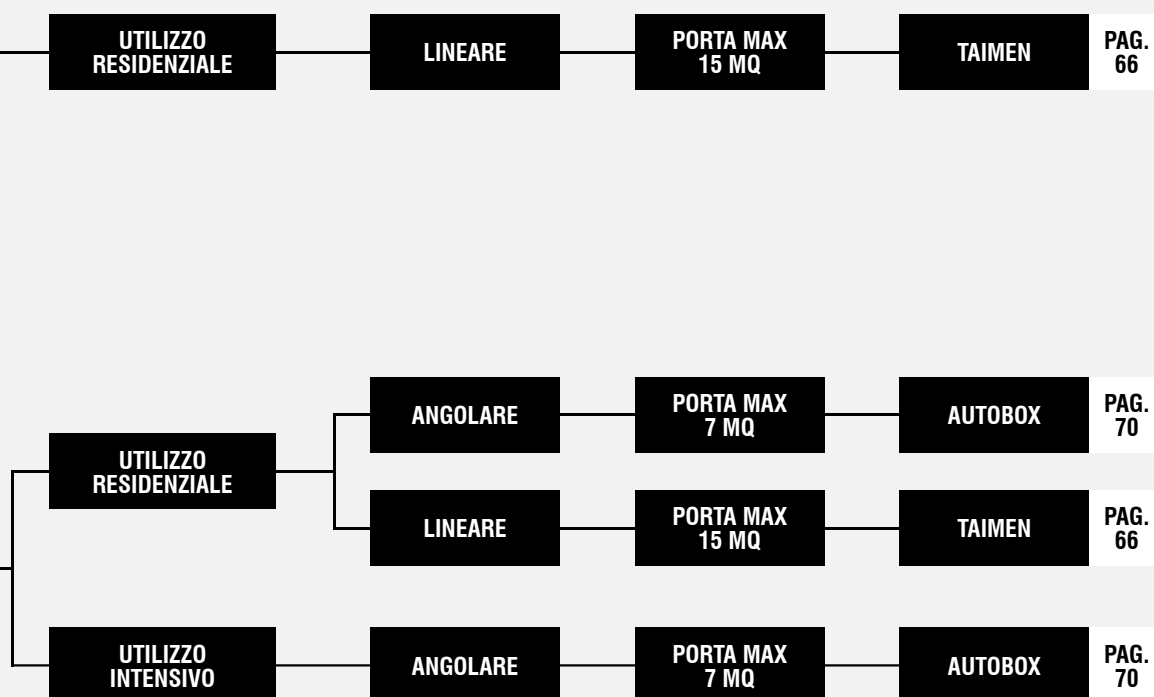 UTILIZZO
RESIDENZIALE
LINEARE
PORTA MAX
15 MQ
TAIMEN
PAG.
66
UTILIZZO
RESIDENZIALE
ANGOLARE
PORTA MAX
7 MQ
AUTOBOX
PAG.
70
LINEARE
PORTA MAX
15 MQ
TAIMEN
PAG.
66
UTILIZZO
INTENSIVO
ANGOLARE
PORTA MAX
7 MQ
AUTOBOX
PAG.
70